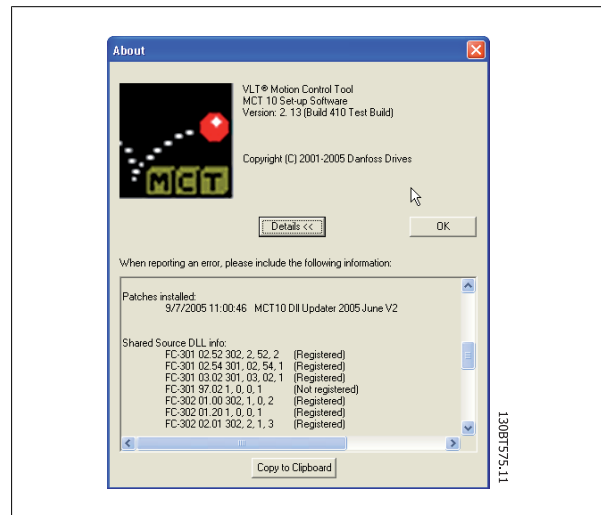 About
VLT® Motion Control Tool
MCT 10 Set-up Software
Version: 2. 13 (Build 410 Test Build)
Copyright (C) 2001-2005 Danfoss Drives
MCT
Details <<
OK
When reporting an error, please include the following information:
Patches installed:
9/7/2005 11:00:46 MCT10 Dll Updater 2005 June V2
Shared Source DLL info:
FC-301 02.52 302, 2, 52, 2 (Registered)
FC-301 02.54 301, 02, 54, 1 (Registered)
FC-301 03.02 301, 03, 02, 1 (Registered)
FC-301 97.02 1, 0, 0, 1 (Not registered)
FC-302 01.00 302, 1, 0, 2 (Registered)
FC-302 01.20 1, 0, 0, 1 (Registered)
FC-302 02.01 302, 2, 1, 3 (Registered)
Copy to Clipboard
130BT575.11